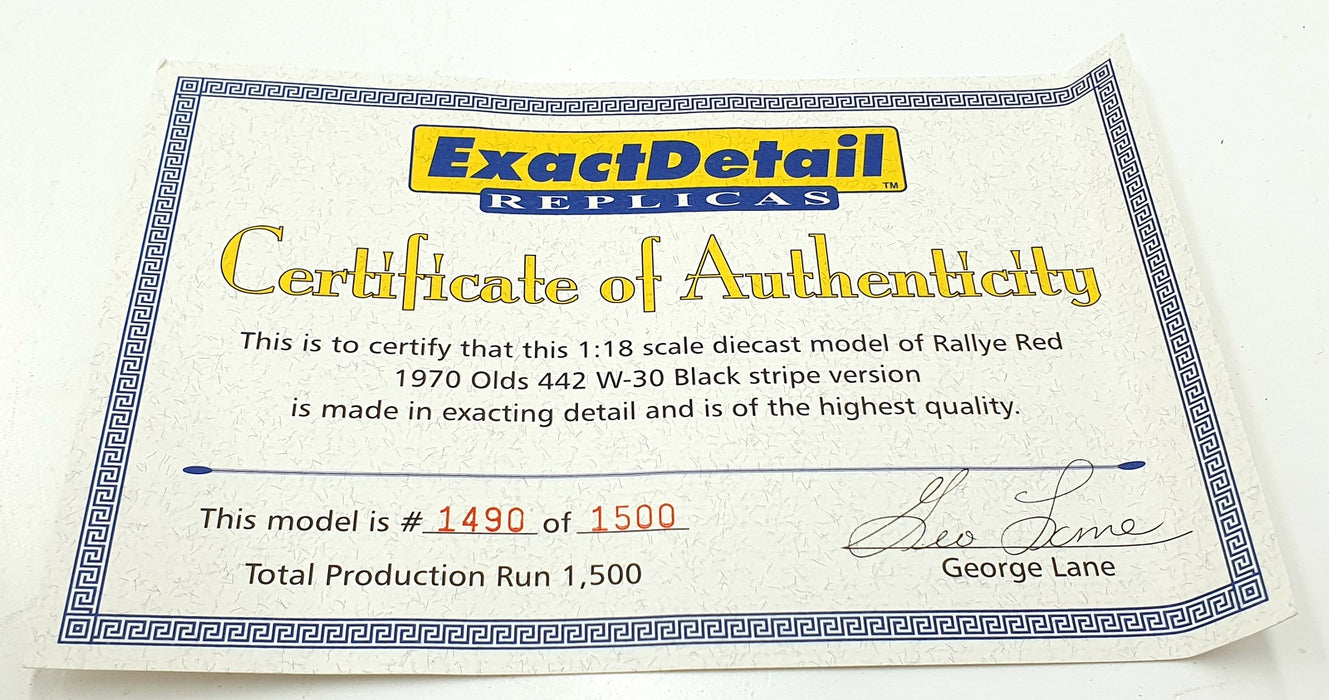 ExactDetail™
REPLICAS
Certificate of Authenticity
This is to certify that this 1:18 scale diecast model of Rallye Red
1970 Olds 442 W-30 Black stripe version
is made in exacting detail and is of the highest quality.
This model is # 1490 of 1500
Total Production Run 1,500
Geo Lane
George Lane